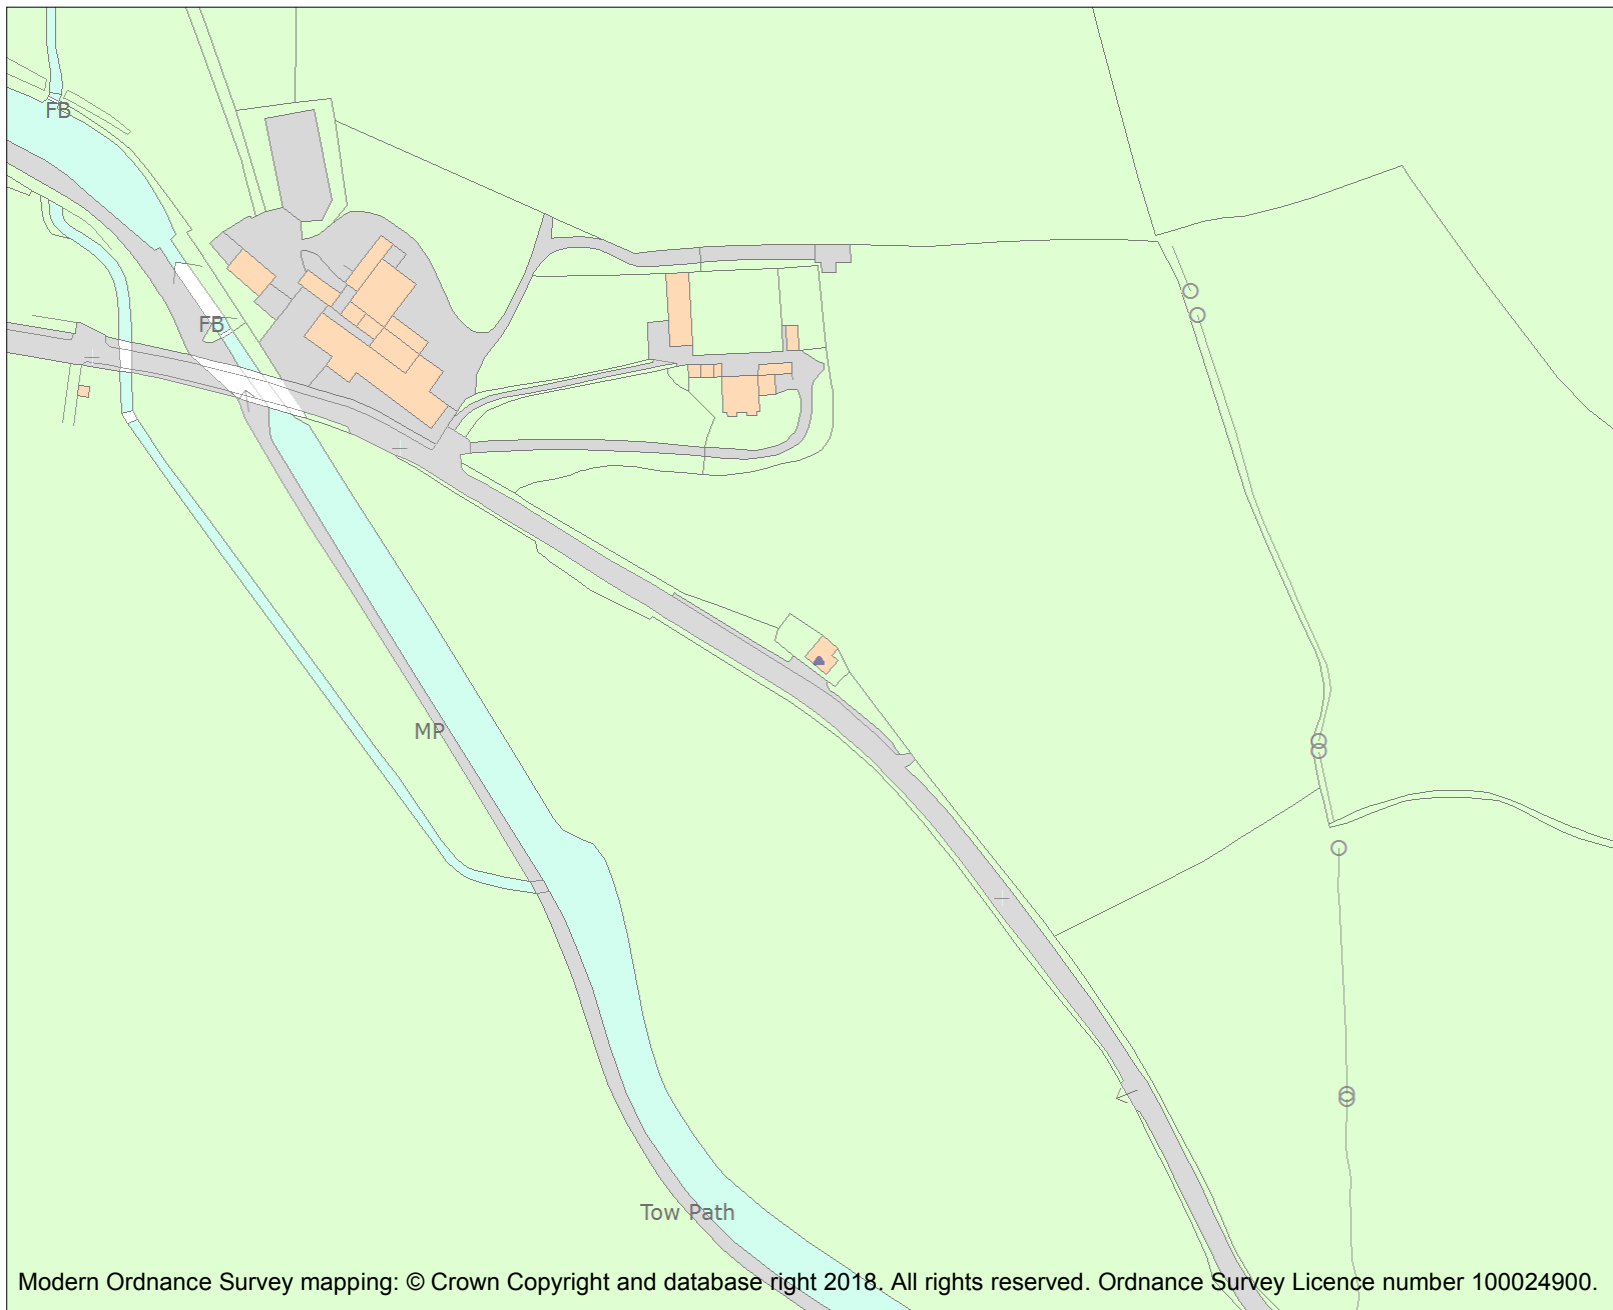 FB
FB
MP
Tow Path
Modern Ordnance Survey mapping: © Crown Copyright and database right 2018. All rights reserved. Ordnance Survey Licence number 100024900.